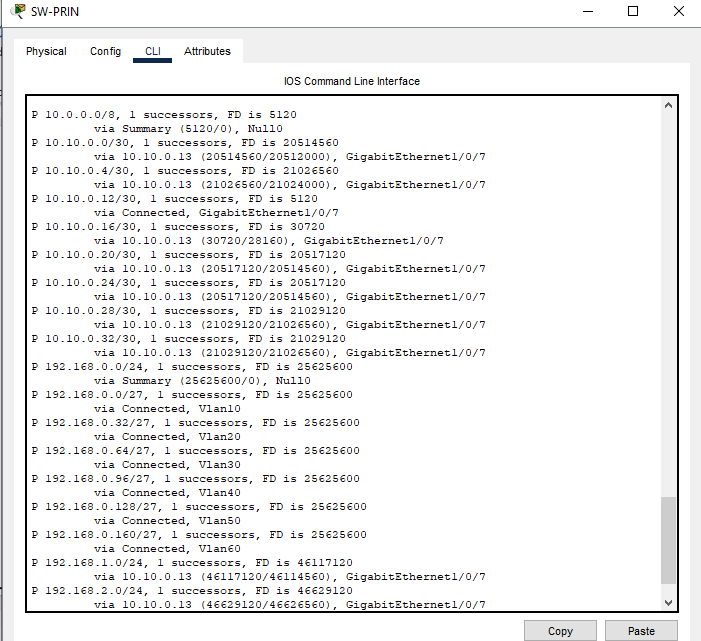 SW-PRIN
Physical Config CLI Attributes
IOS Command Line Interface
P 10.0.0.0/8, 1 successors, FD is 5120
via Summary (5120/0), Null0
P 10.10.0.0/30, 1 successors, FD is 20514560
via 10.10.0.13 (20514560/20512000), GigabitEthernet1/0/7
P 10.10.0.4/30, 1 successors, FD is 21026560
via 10.10.0.13 (21026560/21024000), GigabitEthernet1/0/7
P 10.10.0.12/30, 1 successors, FD is 5120
via Connected, GigabitEthernet1/0/7
P 10.10.0.16/30, 1 successors, FD is 30720
via 10.10.0.13 (30720/28160), GigabitEthernet1/0/7
P 10.10.0.20/30, 1 successors, FD is 20517120
via 10.10.0.13 (20517120/20514560), GigabitEthernet1/0/7
P 10.10.0.24/30, 1 successors, FD is 20517120
via 10.10.0.13 (20517120/20514560), GigabitEthernet1/0/7
P 10.10.0.28/30, 1 successors, FD is 21029120
via 10.10.0.13 (21029120/21026560), GigabitEthernet1/0/7
P 10.10.0.32/30, 1 successors, FD is 21029120
via 10.10.0.13 (21029120/21026560), GigabitEthernet1/0/7
P 192.168.0.0/24, 1 successors, FD is 25625600
via Summary (25625600/0), Null0
P 192.168.0.0/27, 1 successors, FD is 25625600
via Connected, Vlan10
P 192.168.0.32/27, 1 successors, FD is 25625600
via Connected, Vlan20
P 192.168.0.64/27, 1 successors, FD is 25625600
via Connected, Vlan30
P 192.168.0.96/27, 1 successors, FD is 25625600
via Connected, Vlan40
P 192.168.0.128/27, 1 successors, FD is 25625600
via Connected, Vlan50
P 192.168.0.160/27, 1 successors, FD is 25625600
via Connected, Vlan60
P 192.168.1.0/24, 1 successors, FD is 46117120
via 10.10.0.13 (46117120/46114560), GigabitEthernet1/0/7
P 192.168.2.0/24, 1 successors, FD is 46629120
via 10.10.0.13 (46629120/46626560), GigabitEthernet1/0/7
Copy Paste